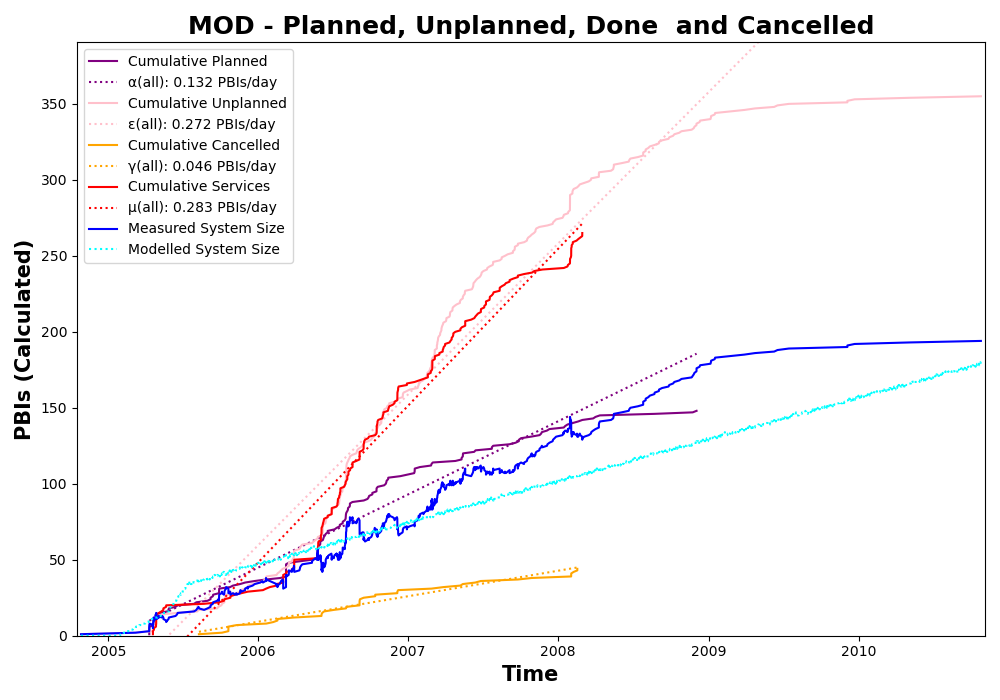 MOD - Planned, Unplanned, Done  and Cancelled
Cumulative Planned
α(all): 0.132 PBIs/day
Cumulative Unplanned
ε(all): 0.272 PBIs/day
Cumulative Cancelled
γ(all): 0.046 PBIs/day
Cumulative Services
μ(all): 0.283 PBIs/day
Measured System Size
Modelled System Size
PBIs (Calculated)
350
300
250
200
150
100
50
0
2005 2006 2007 2008 2009 2010
Time